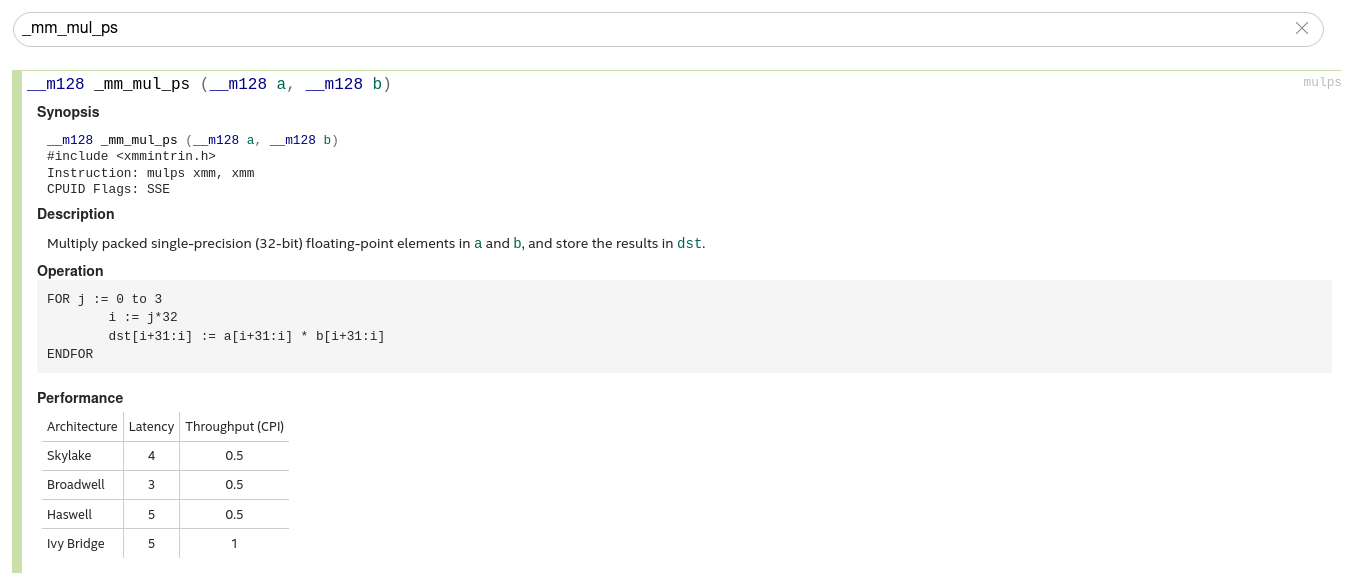 _mm_mul_ps
__m128 _mm_mul_ps (__m128 a, __m128 b)
mulps
Synopsis
__m128 _mm_mul_ps (__m128 a, __m128 b)
#include <xmmintrin.h>
Instruction: mulps xmm, xmm
CPUID Flags: SSE
Description
Multiply packed single-precision (32-bit) floating-point elements in a and b, and store the results in dst.
Operation
FOR j := 0 to 3
	i := j*32
	dst[i+31:i] := a[i+31:i] * b[i+31:i]
ENDFOR
Performance
Architecture Latency Throughput (CPI)
Skylake 4 0.5
Broadwell 3 0.5
Haswell 5 0.5
Ivy Bridge 5 1